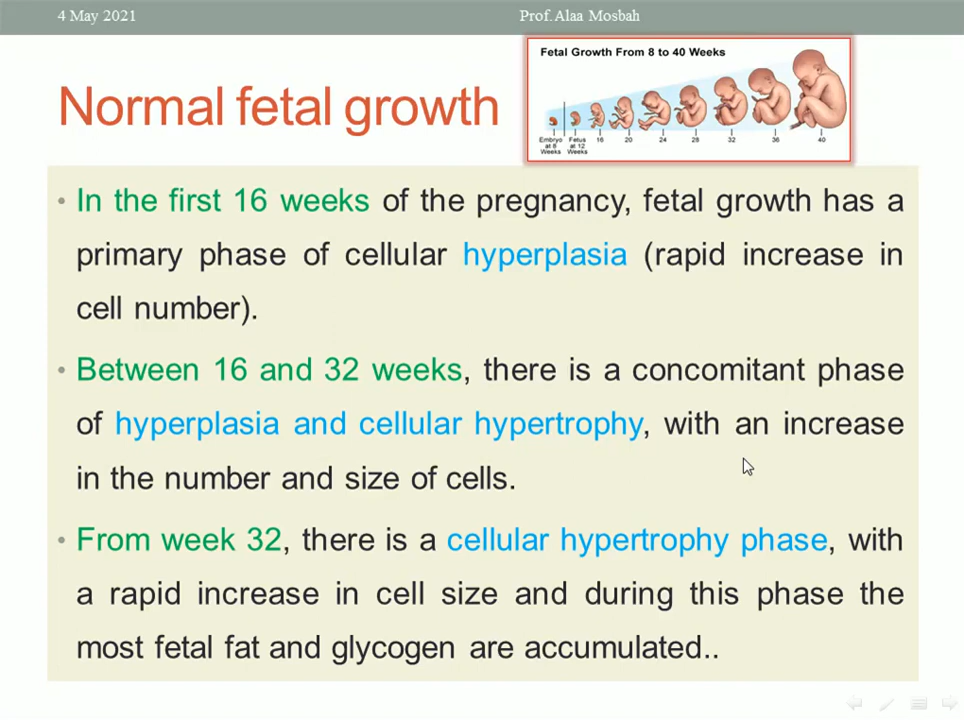 4 May 2021
Prof.Alaa Mosbah
Fetal Growth From 8 to 40 Weeks
Embryo at 8 Weeks
Fetus at 12 Weeks
16 20 24 28 32 36 40
Normal fetal growth
• In the first 16 weeks of the pregnancy, fetal growth has a
primary phase of cellular hyperplasia (rapid increase in
cell number).
• Between 16 and 32 weeks, there is a concomitant phase
of hyperplasia and cellular hypertrophy, with an increase
in the number and size of cells.
• From week 32, there is a cellular hypertrophy phase, with
a rapid increase in cell size and during this phase the
most fetal fat and glycogen are accumulated..